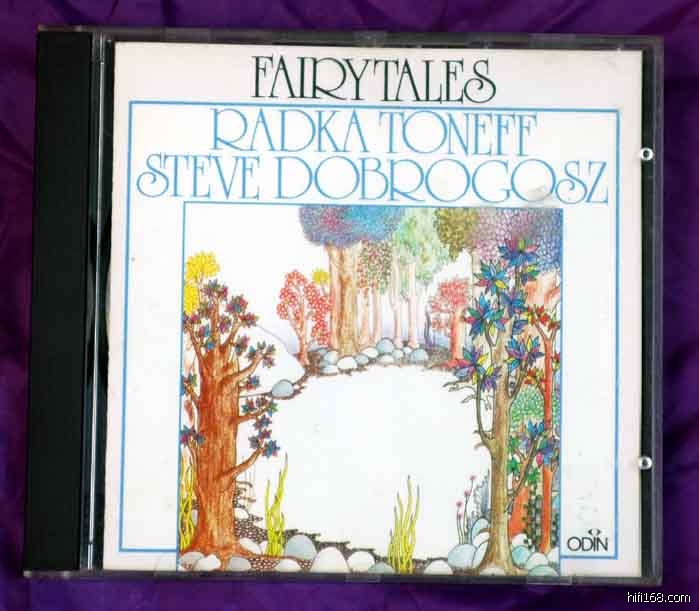 FAIRYTALES
RADKA TONEFF
STEVE DOBROGOSZ
ODIN
hifi168.com